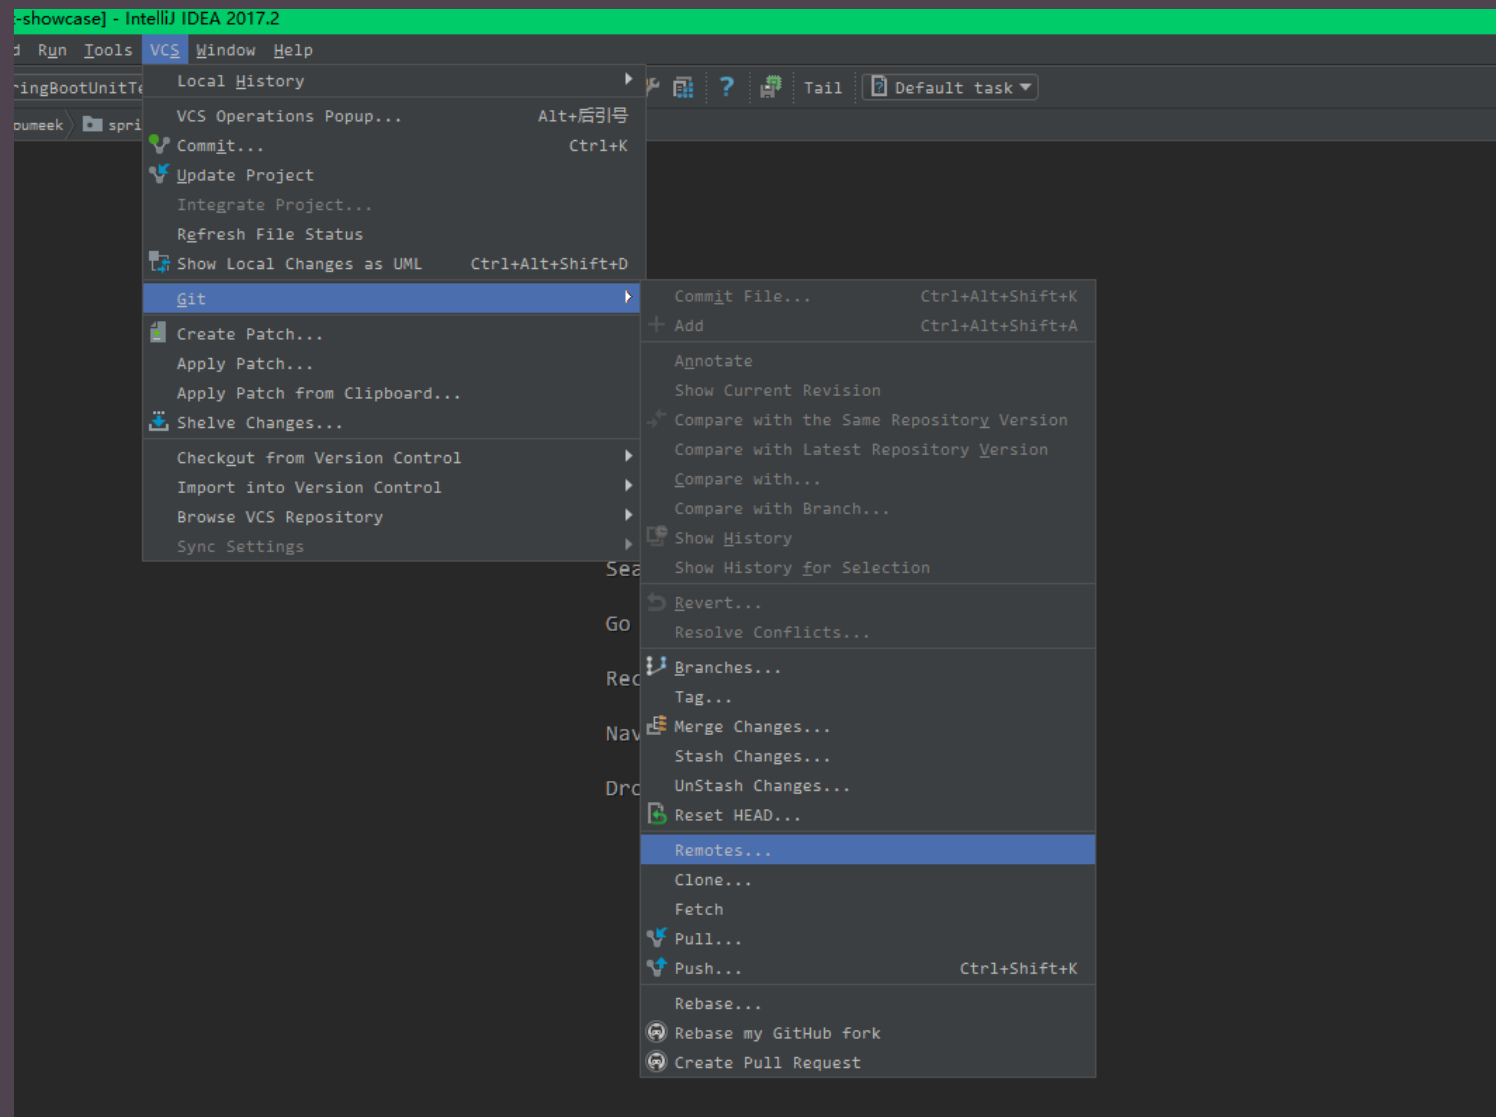 -showcase] - IntelliJ IDEA 2017.2
Run Tools VCS Window Help
Tail Default task
Local History
VCS Operations Popup... Alt+后引号
Commit... Ctrl+K
Update Project
Integrate Project...
Refresh File Status
Show Local Changes as UML Ctrl+Alt+Shift+D
Git
Create Patch...
Apply Patch...
Apply Patch from Clipboard...
Shelve Changes...
Checkout from Version Control
Import into Version Control
Browse VCS Repository
Sync Settings
Commit File... Ctrl+Alt+Shift+K
Add Ctrl+Alt+Shift+A
Annotate
Show Current Revision
Compare with the Same Repository Version
Compare with Latest Repository Version
Compare with...
Compare with Branch...
Show History
Show History for Selection
Revert...
Resolve Conflicts...
Branches...
Tag...
Merge Changes...
Stash Changes...
UnStash Changes...
Reset HEAD...
Remotes...
Clone...
Fetch
Pull...
Push... Ctrl+Shift+K
Rebase...
Rebase my GitHub fork
Create Pull Request
Go